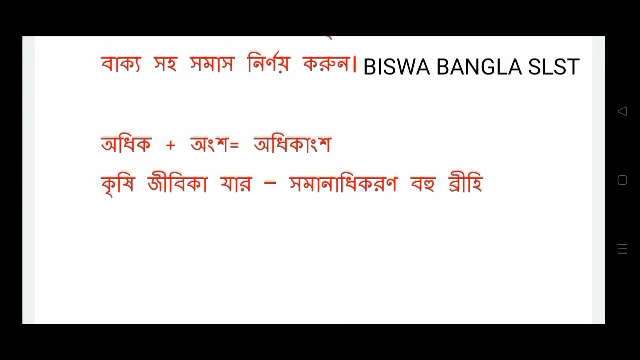 বাক্য সহ সমাস নির্ণয় করুন। BISWA BANGLA SLST
অধিক + অংশ= অধিকাংশ
কৃষি জীবিকা যার – সমানাধিকরণ বহু ব্রীহি